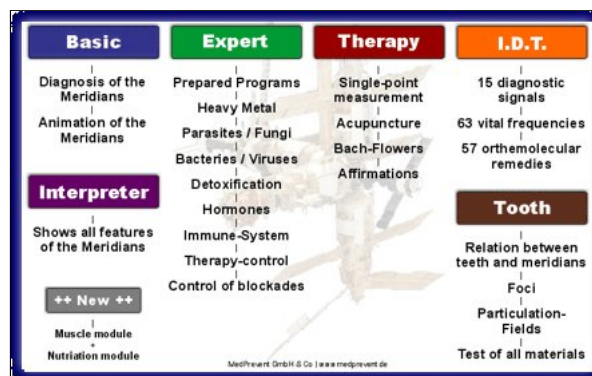 Basic
Diagnosis of the
Meridians
Animation of the
Meridians
Interpreter
Shows all features
of the Meridians
++ New ++
Muscle module
+
Nutriation module
Expert
Prepared Programs
Heavy Metal
Parasites / Fungi
Bacteries / Viruses
Detoxification
Hormones
Immune-System
Therapy-control
Control of blockades
Therapy
Single-point
measurement
Acupuncture
Bach-Flowers
Affirmations
I.D.T.
15 diagnostic
signals
63 vital frequencies
57 orthemolecular
remedies
Tooth
Relation between
teeth and meridians
Foci
Particulation-
Fields
Test of all materials
MedPrevent GmbH & Co | www.medprevent.de